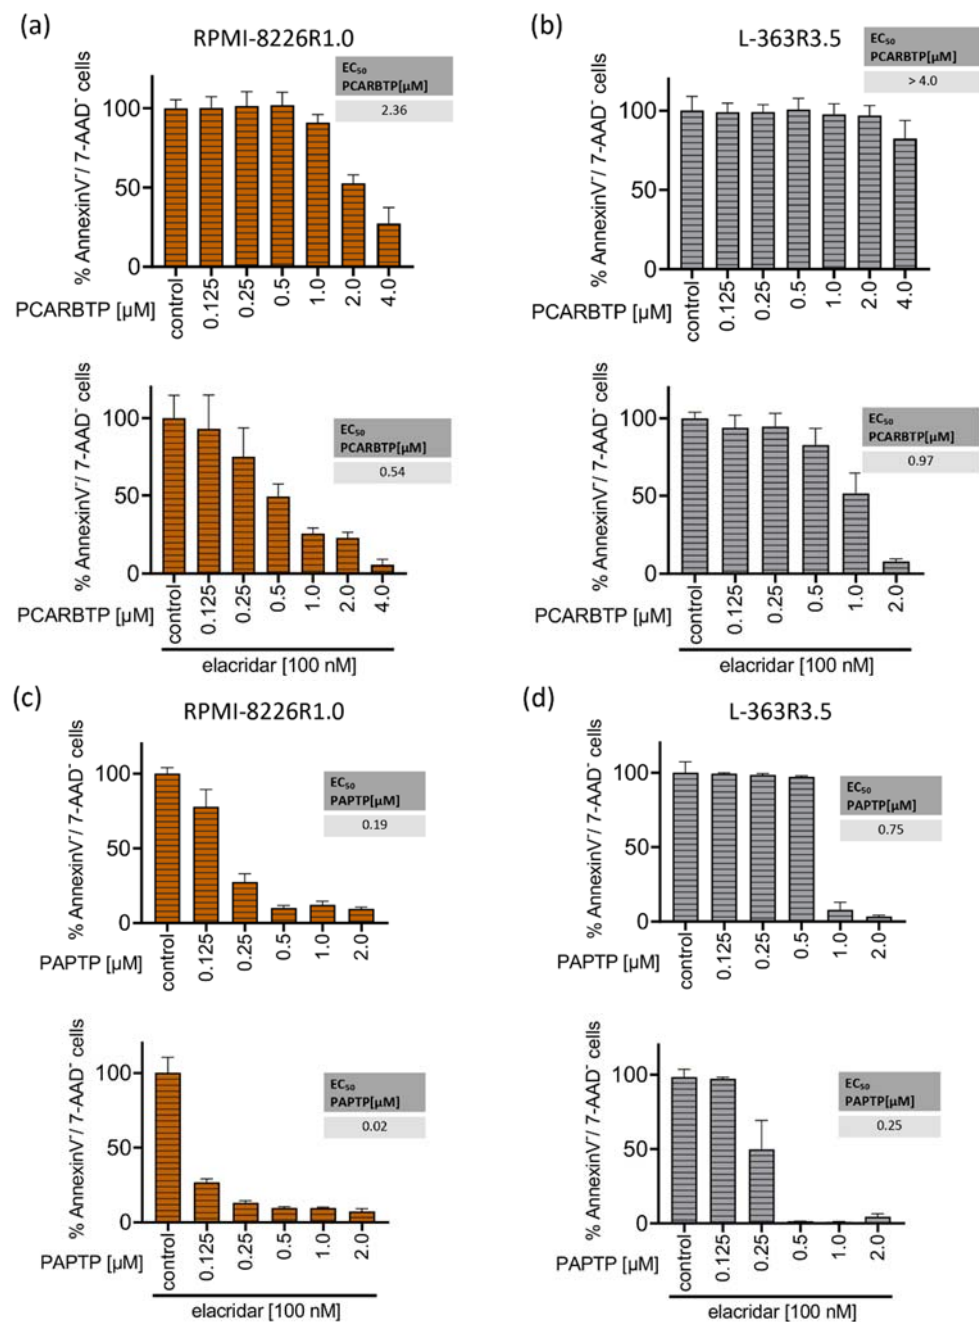 (a)
RPMI-8226R1.0
EC₅₀
PCARBTP[µM]
2.36
% AnnexinV⁻/ 7-AAD⁻ cells
100
50
0
control
0.125
0.25
0.5
1.0
2.0
4.0
PCARBTP [µM]
% AnnexinV⁻/ 7-AAD⁻ cells
100
50
0
EC₅₀
PCARBTP[µM]
0.54
control
0.125
0.25
0.5
1.0
2.0
4.0
PCARBTP [µM]
elacridar [100 nM]
(b)
L-363R3.5
EC₅₀
PCARBTP[µM]
> 4.0
% AnnexinV⁻/ 7-AAD⁻ cells
100
50
0
control
0.125
0.25
0.5
1.0
2.0
4.0
PCARBTP [µM]
% AnnexinV⁻/ 7-AAD⁻ cells
100
50
0
EC₅₀
PCARBTP[µM]
0.97
control
0.125
0.25
0.5
1.0
2.0
PCARBTP [µM]
elacridar [100 nM]
(c)
RPMI-8226R1.0
% AnnexinV⁻/ 7-AAD⁻ cells
100
50
0
EC₅₀
PAPTP[µM]
0.19
control
0.125
0.25
0.5
1.0
2.0
PAPTP [µM]
% AnnexinV⁻/ 7-AAD⁻ cells
100
50
0
EC₅₀
PAPTP[µM]
0.02
control
0.125
0.25
0.5
1.0
2.0
PAPTP [µM]
elacridar [100 nM]
(d)
L-363R3.5
% AnnexinV⁻/ 7-AAD⁻ cells
100
50
0
EC₅₀
PAPTP[µM]
0.75
control
0.125
0.25
0.5
1.0
2.0
PAPTP [µM]
% AnnexinV⁻/ 7-AAD⁻ cells
100
50
0
EC₅₀
PAPTP[µM]
0.25
control
0.125
0.25
0.5
1.0
2.0
PAPTP [µM]
elacridar [100 nM]